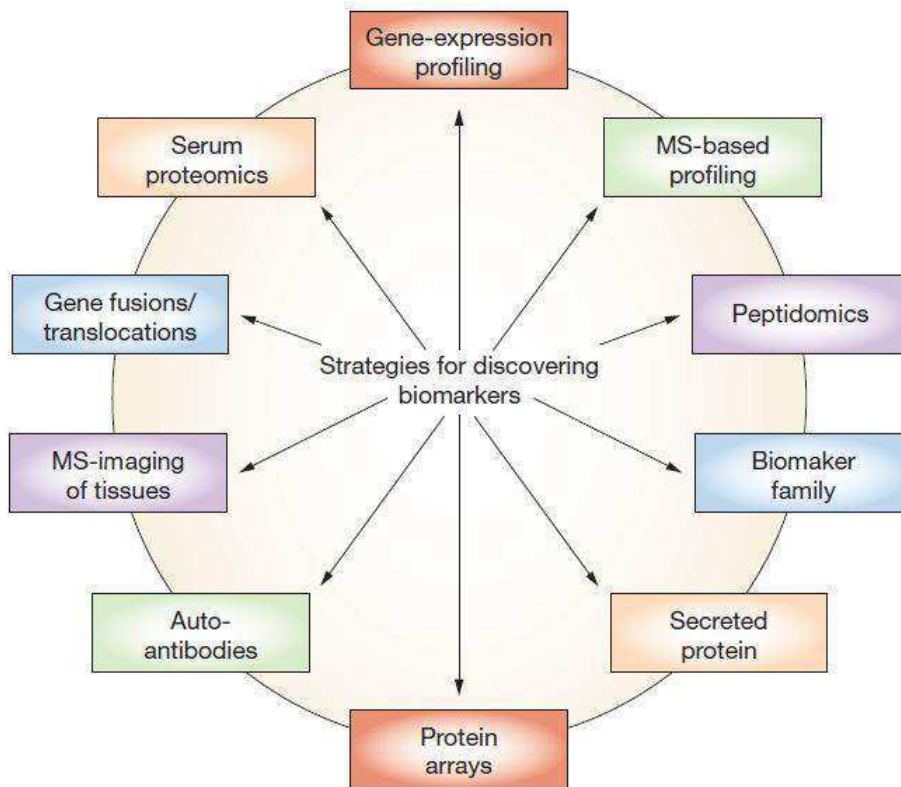 Gene-expression
profiling
Serum
proteomics
MS-based
profiling
Gene fusions/
translocations
Peptidomics
Strategies for discovering
biomarkers
MS-imaging
of tissues
Biomaker
family
Auto-
antibodies
Secreted
protein
Protein
arrays